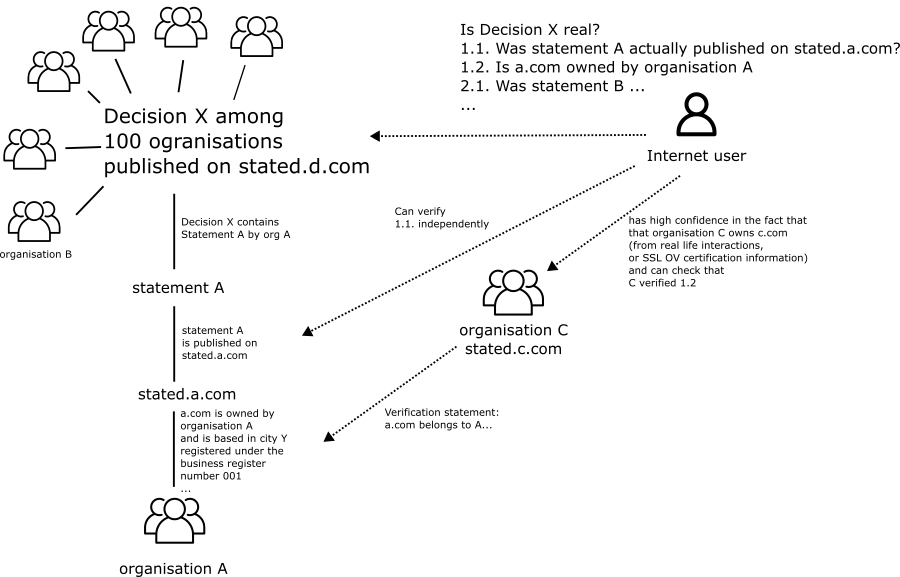 Is Decision X real?
1.1. Was statement A actually published on stated.a.com?
1.2. Is a.com owned by organisation A
2.1. Was statement B ...
...
Decision X among
100 ogranisations
published on stated.d.com
Internet user
Decision X contains
Statement A by org A
Can verify
1.1. independently
has high confidence in the fact that
that organisation C owns c.com
(from real life interactions,
or SSL OV certification information)
and can check that
C verified 1.2
organisation B
statement A
organisation C
stated.c.com
statement A
is published on
stated.a.com
stated.a.com
a.com is owned by
organisation A
and is based in city Y
registered under the
business register
number 001
...
Verification statement:
a.com belongs to A...
organisation A